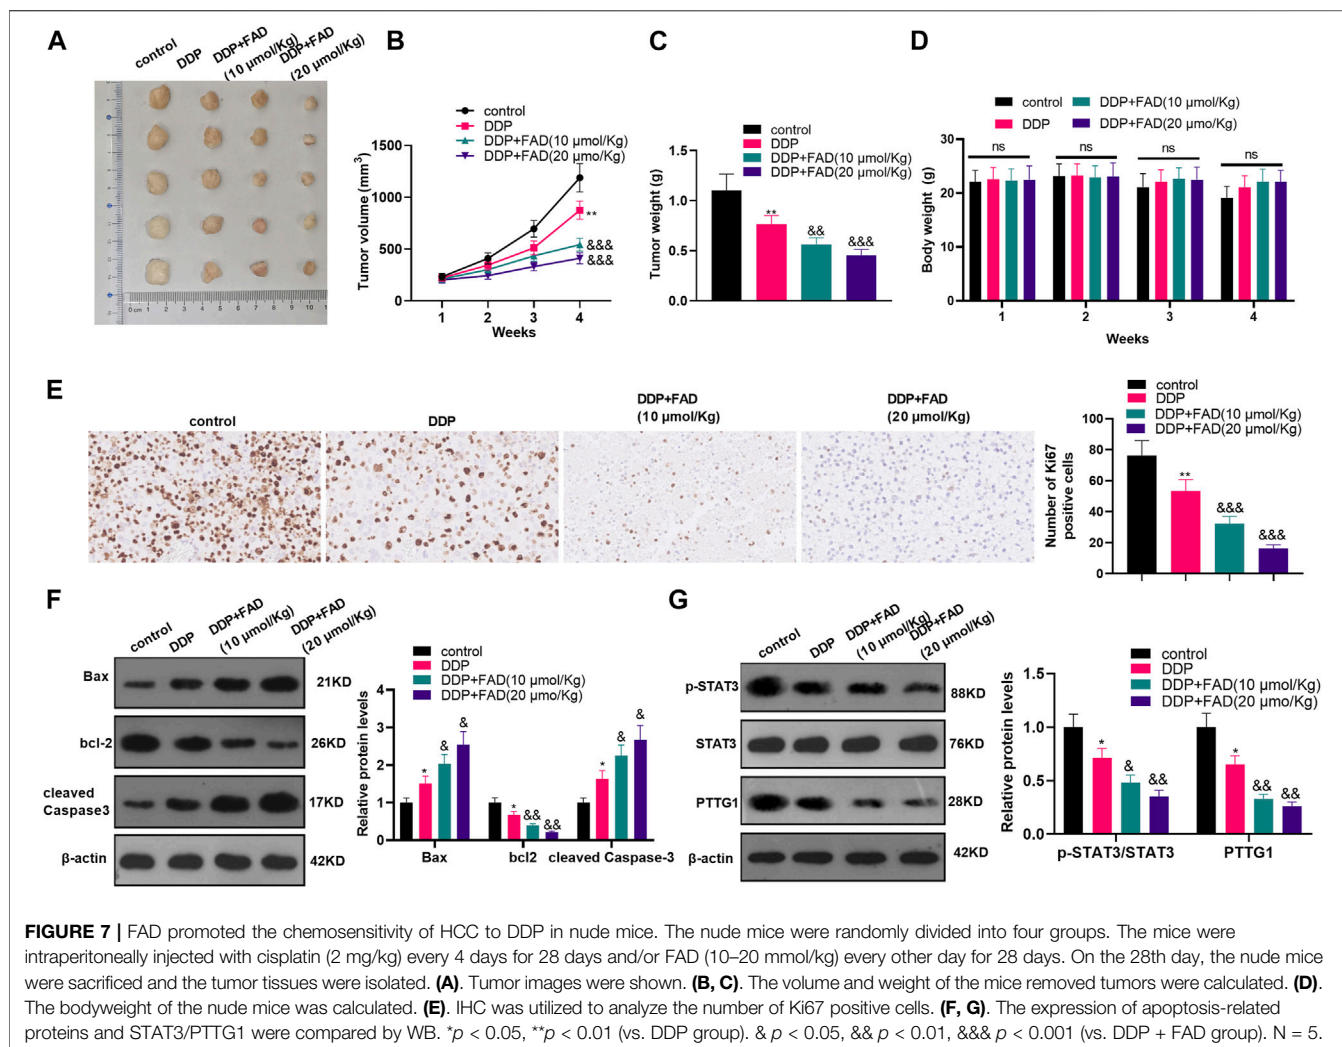 A
control
DDP
DDP+FAD
(10 μmol/Kg)
DDP+FAD
(20 μmol/Kg)
0 cm 1 2 3 4 5 6 7 8 9 10 1
B
control
DDP
DDP+FAD(10 μmol/Kg)
DDP+FAD(20 μmo/Kg)
Tumor volume (mm3)
1500
1000
500
0
**
&&&
&&&
1 2 3 4
Weeks
C
control
DDP
DDP+FAD(10 μmol/Kg)
DDP+FAD(20 μmol/Kg)
Tumor weight (g)
1.5
1.0
0.5
0.0
**
&&
&&&
D
control
DDP
DDP+FAD(10 μmol/Kg)
DDP+FAD(20 μmol/Kg)
Body weight (g)
30
20
10
0
ns ns ns ns
1 2 3 4
Weeks
E
control
DDP
DDP+FAD
(10 μmol/Kg)
DDP+FAD
(20 μmol/Kg)
control
DDP
DDP+FAD(10 μmol/Kg)
DDP+FAD(20 μmol/Kg)
Number of Ki67
positive cells
100
80
60
40
20
0
**
&&&
&&&
F
control
DDP
DDP+FAD
(10 μmol/Kg)
DDP+FAD
(20 μmol/Kg)
Bax 21KD
bcl-2 26KD
cleaved
Caspase3 17KD
β-actin 42KD
control
DDP
DDP+FAD(10 μmol/Kg)
DDP+FAD(20 μmo/Kg)
Relative protein levels
4
3
2
1
0
* & &
* && &&
* & &
Bax bcl2 cleaved Caspase-3
G
control
DDP
DDP+FAD
(10 μmol/Kg)
DDP+FAD
(20 μmol/Kg)
p-STAT3 88KD
STAT3 76KD
PTTG1 28KD
β-actin 42KD
control
DDP
DDP+FAD(10 μmol/Kg)
DDP+FAD(20 μmo/Kg)
Relative protein levels
1.5
1.0
0.5
0.0
* & &&
* && &&
p-STAT3/STAT3 PTTG1
FIGURE 7 | FAD promoted the chemosensitivity of HCC to DDP in nude mice. The nude mice were randomly divided into four groups. The mice were
intraperitoneally injected with cisplatin (2 mg/kg) every 4 days for 28 days and/or FAD (10–20 mmol/kg) every other day for 28 days. On the 28th day, the nude mice
were sacrificed and the tumor tissues were isolated. (A). Tumor images were shown. (B, C). The volume and weight of the mice removed tumors were calculated. (D).
The bodyweight of the nude mice was calculated. (E). IHC was utilized to analyze the number of Ki67 positive cells. (F, G). The expression of apoptosis-related
proteins and STAT3/PTTG1 were compared by WB. *p < 0.05, **p < 0.01 (vs. DDP group). & p < 0.05, && p < 0.01, &&& p < 0.001 (vs. DDP + FAD group). N = 5.